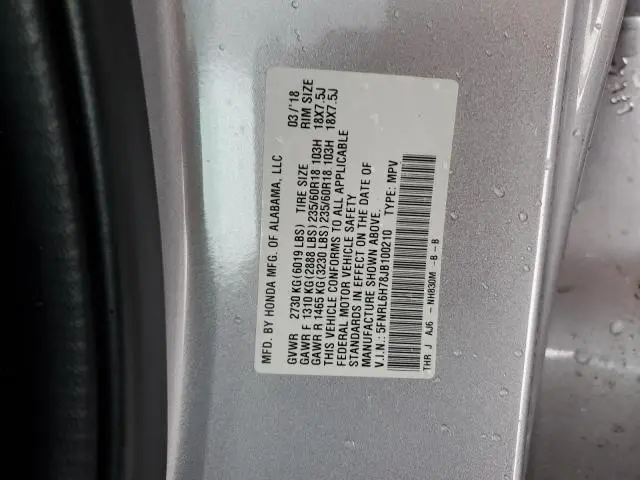 MFD. BY HONDA MFG. OF ALABAMA, LLC 03/'18
GVWR 2730 KG(6019 LBS) TIRE SIZE RIM SIZE
GAWR F 1310 KG(2888 LBS)235/60R18 103H 18X7.5J
GAWR R 1465 KG(3230 LBS)235/60R18 103H 18X7.5J
THIS VEHICLE CONFORMS TO ALL APPLICABLE
FEDERAL MOTOR VEHICLE SAFETY
STANDARDS IN EFFECT ON THE DATE OF
MANUFACTURE SHOWN ABOVE.
V.I.N.: 5FNRL6H78JB100210 TYPE: MPV
THR J AJ6 - NH830M -B -B